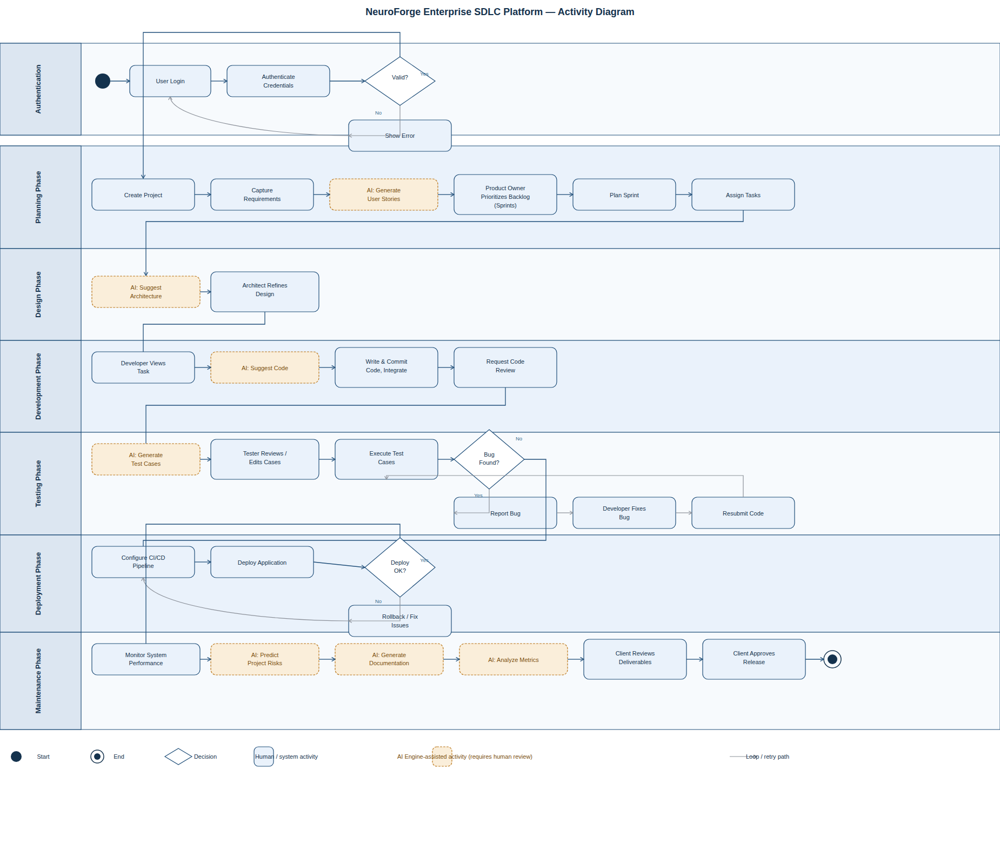 NeuroForge Enterprise SDLC Platform — Activity Diagram
Authentication
User Login
Authenticate
Credentials
Valid?
Yes
No
Show Error
Planning Phase
Create Project
Capture
Requirements
AI: Generate
User Stories
Product Owner
Prioritizes Backlog
(Sprints)
Plan Sprint
Assign Tasks
Design Phase
AI: Suggest
Architecture
Architect Refines
Design
Development Phase
Developer Views
Task
AI: Suggest Code
Write & Commit
Code, Integrate
Request Code
Review
Testing Phase
AI: Generate
Test Cases
Tester Reviews /
Edits Cases
Execute Test
Cases
Bug
Found?
No
Yes
Report Bug
Developer Fixes
Bug
Resubmit Code
Deployment Phase
Configure CI/CD
Pipeline
Deploy Application
Deploy
OK?
Yes
No
Rollback / Fix
Issues
Maintenance Phase
Monitor System
Performance
AI: Predict
Project Risks
AI: Generate
Documentation
AI: Analyze Metrics
Client Reviews
Deliverables
Client Approves
Release
Start
End
Decision
Human / system activity
AI Engine-assisted activity (requires human review)
Loop / retry path